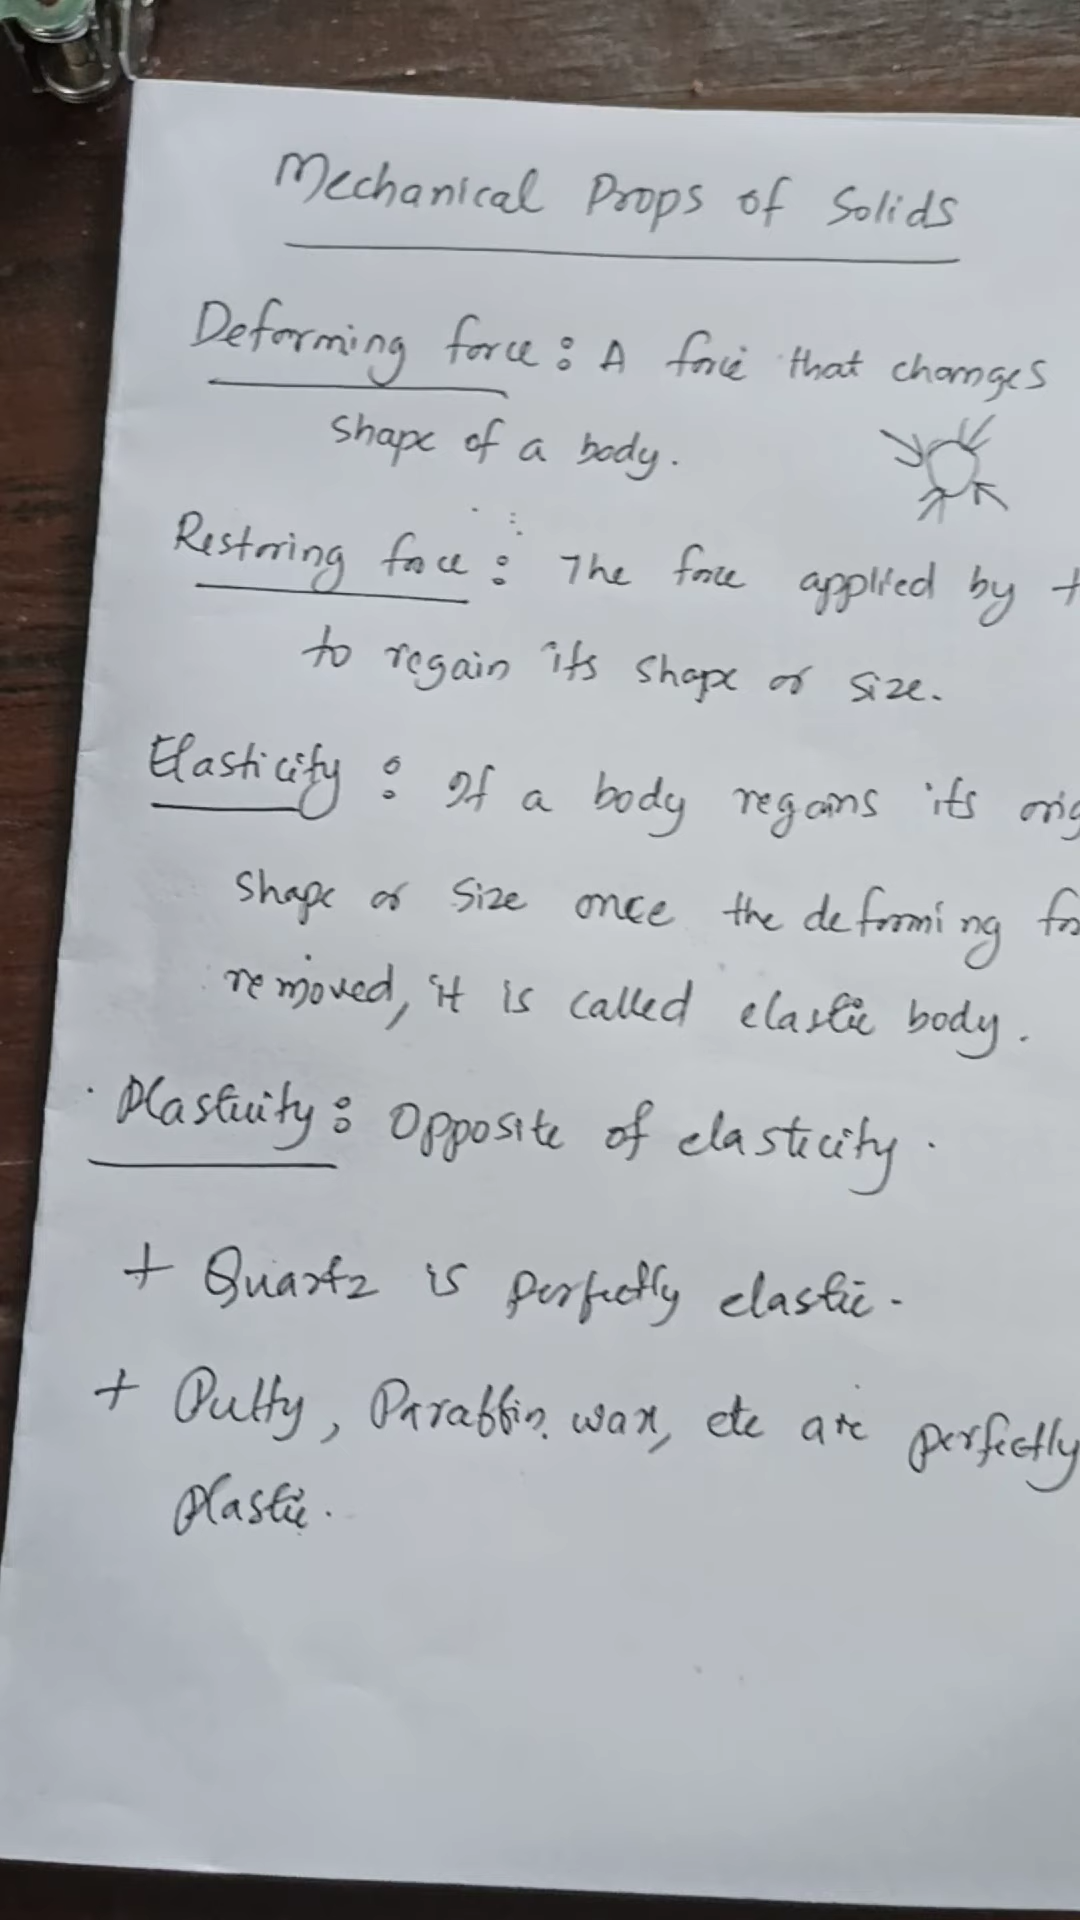 Mechanical Props of Solids
Deforming force: A force that changes
shape of a body.
Restoring force: The force applied by
to regain its shape or size.
Elasticity: If a body regains its
shape or size once the deforming
removed, it is called elastic body.
Plasticity: Opposite of elasticity.
+ Quartz is perfectly elastic.
+ Putty, Paraffin wax, etc are perfectly
plastic.